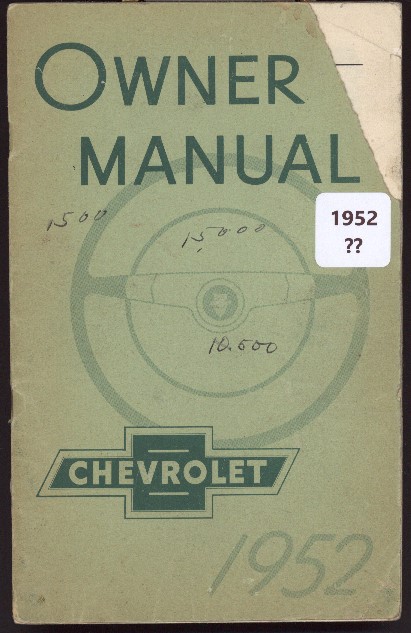 OWNER
MANUAL
1500
15,000
1952
??
10.500
CHEVROLET
1952